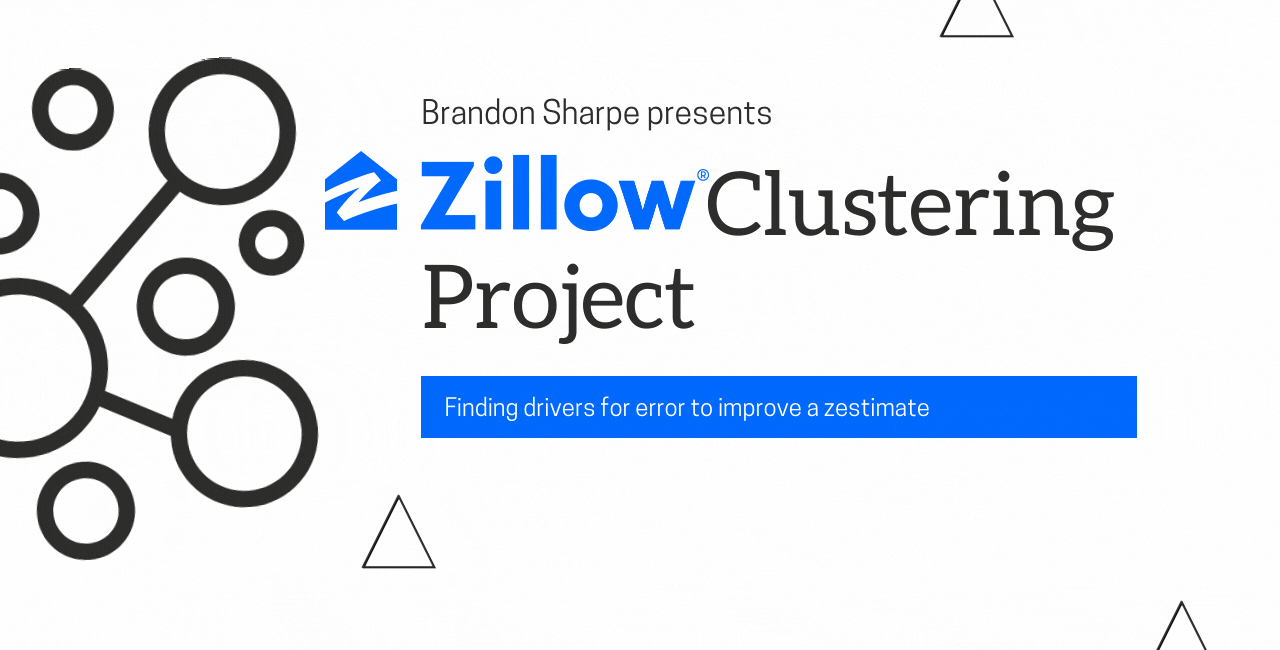 Brandon Sharpe presents
Zillow® Clustering
Project
Finding drivers for error to improve a zestimate